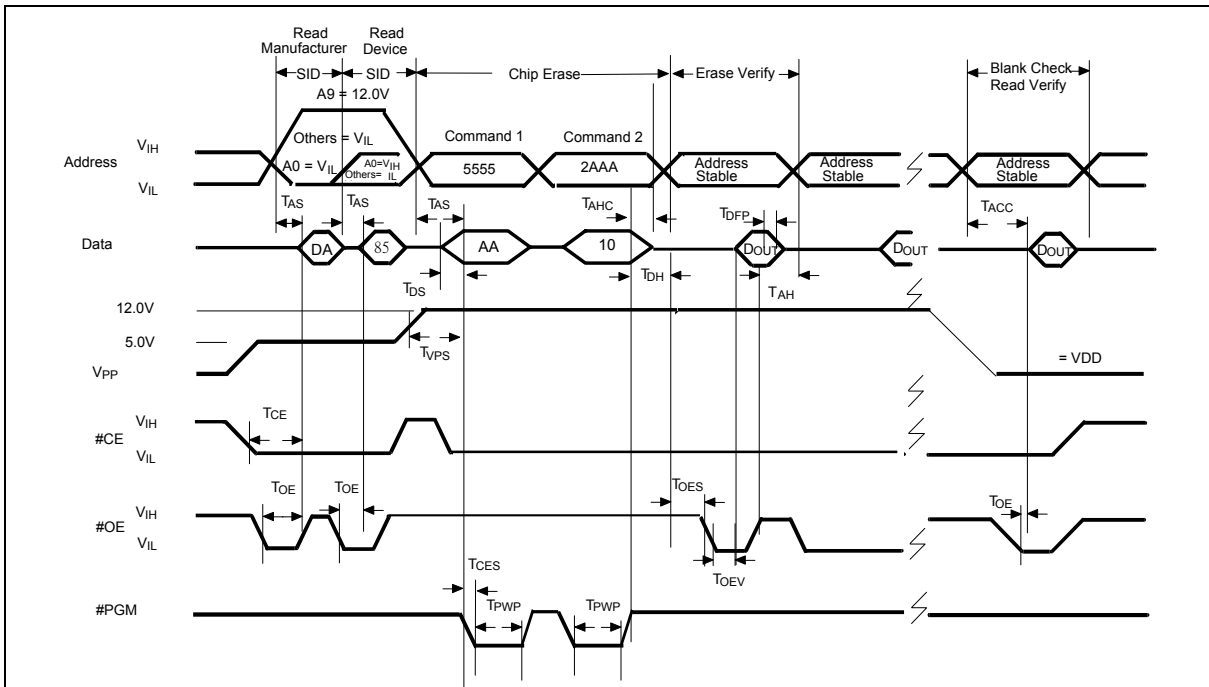 Read
Manufacturer
SID
Read
Device
SID
Chip Erase
Erase Verify
Blank Check
Read Verify
A9 = 12.0V
Others = VIL
Command 1
Command 2
Address
VIH
VIL
A0 = VIL
A0=VIH
Others= IL
5555
2AAA
Address
Stable
Address
Stable
Address
Stable
TAS
TAS
TAS
TAHC
TDFP
TACC
Data
DA
85
AA
10
DOUT
DOUT
DOUT
TDS
TDH
TAH
12.0V
5.0V
VPP
TVPS
= VDD
#CE
VIH
VIL
TCE
#OE
VIH
VIL
TOE
TOE
TOES
TOEV
TOE
#PGM
TCES
TPWP
TPWP